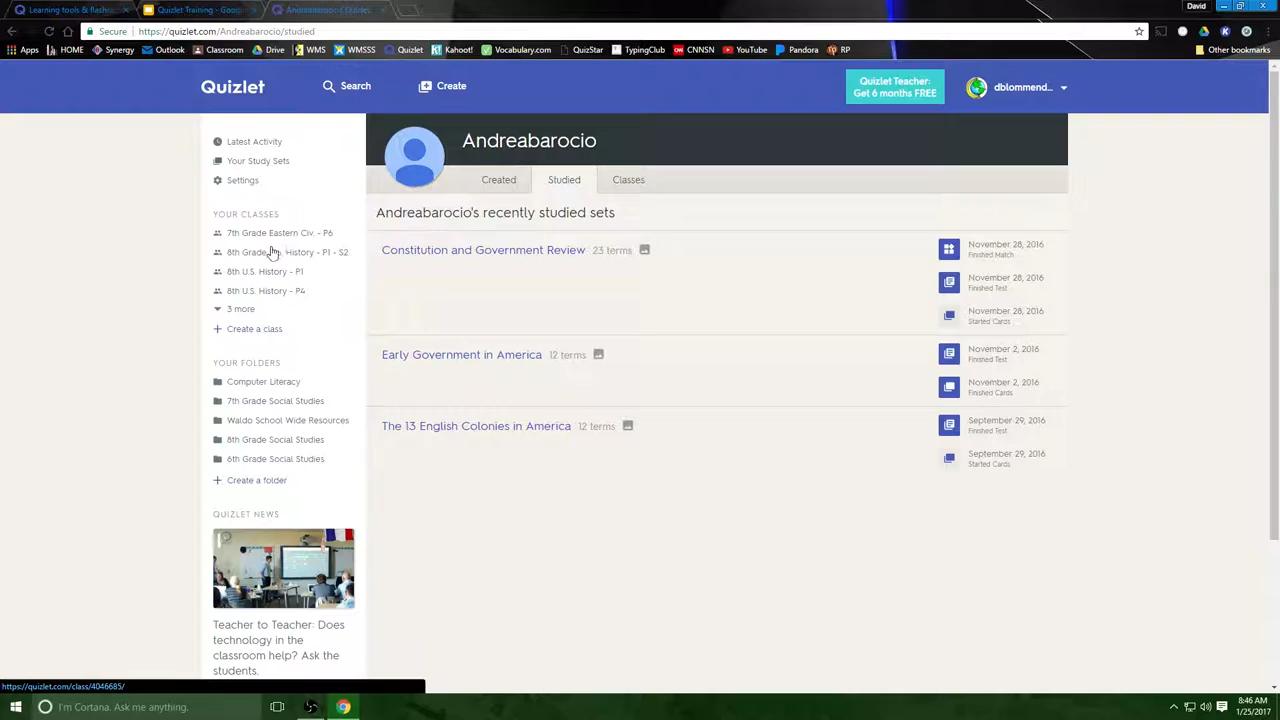 David
Learning tools & flashca
Quizlet Training - Goog
Andreabarocio | Quizlet
Secure
https://quizlet.com/Andreabarocio/studied
Apps
HOME
Synergy
Outlook
Classroom
Drive
WMS
WMSSS
Quizlet
Kahoot!
Vocabulary.com
QuizStar
TypingClub
CNNSN
YouTube
Pandora
RP
Other bookmarks
Quizlet
Search
Create
Quizlet Teacher:
Get 6 months FREE
dblommend...
Latest Activity
Your Study Sets
Settings
YOUR CLASSES
7th Grade Eastern Civ. - P6
8th Grade History - P1 - S2
8th U.S. History - P1
8th U.S. History - P4
3 more
Create a class
YOUR FOLDERS
Computer Literacy
7th Grade Social Studies
Waldo School Wide Resources
8th Grade Social Studies
6th Grade Social Studies
Create a folder
QUIZLET NEWS
Teacher to Teacher: Does
technology in the
classroom help? Ask the
students.
Andreabarocio
Created
Studied
Classes
Andreabarocio's recently studied sets
Constitution and Government Review 23 terms
November 28, 2016
Finished Match
November 28, 2016
Finished Test
November 28, 2016
Started Cards
Early Government in America 12 terms
November 2, 2016
Finished Test
November 2, 2016
Finished Cards
The 13 English Colonies in America 12 terms
September 29, 2016
Finished Test
September 29, 2016
Started Cards
https://quizlet.com/class/4046685/
I'm Cortana. Ask me anything.
8:46 AM
1/25/2017